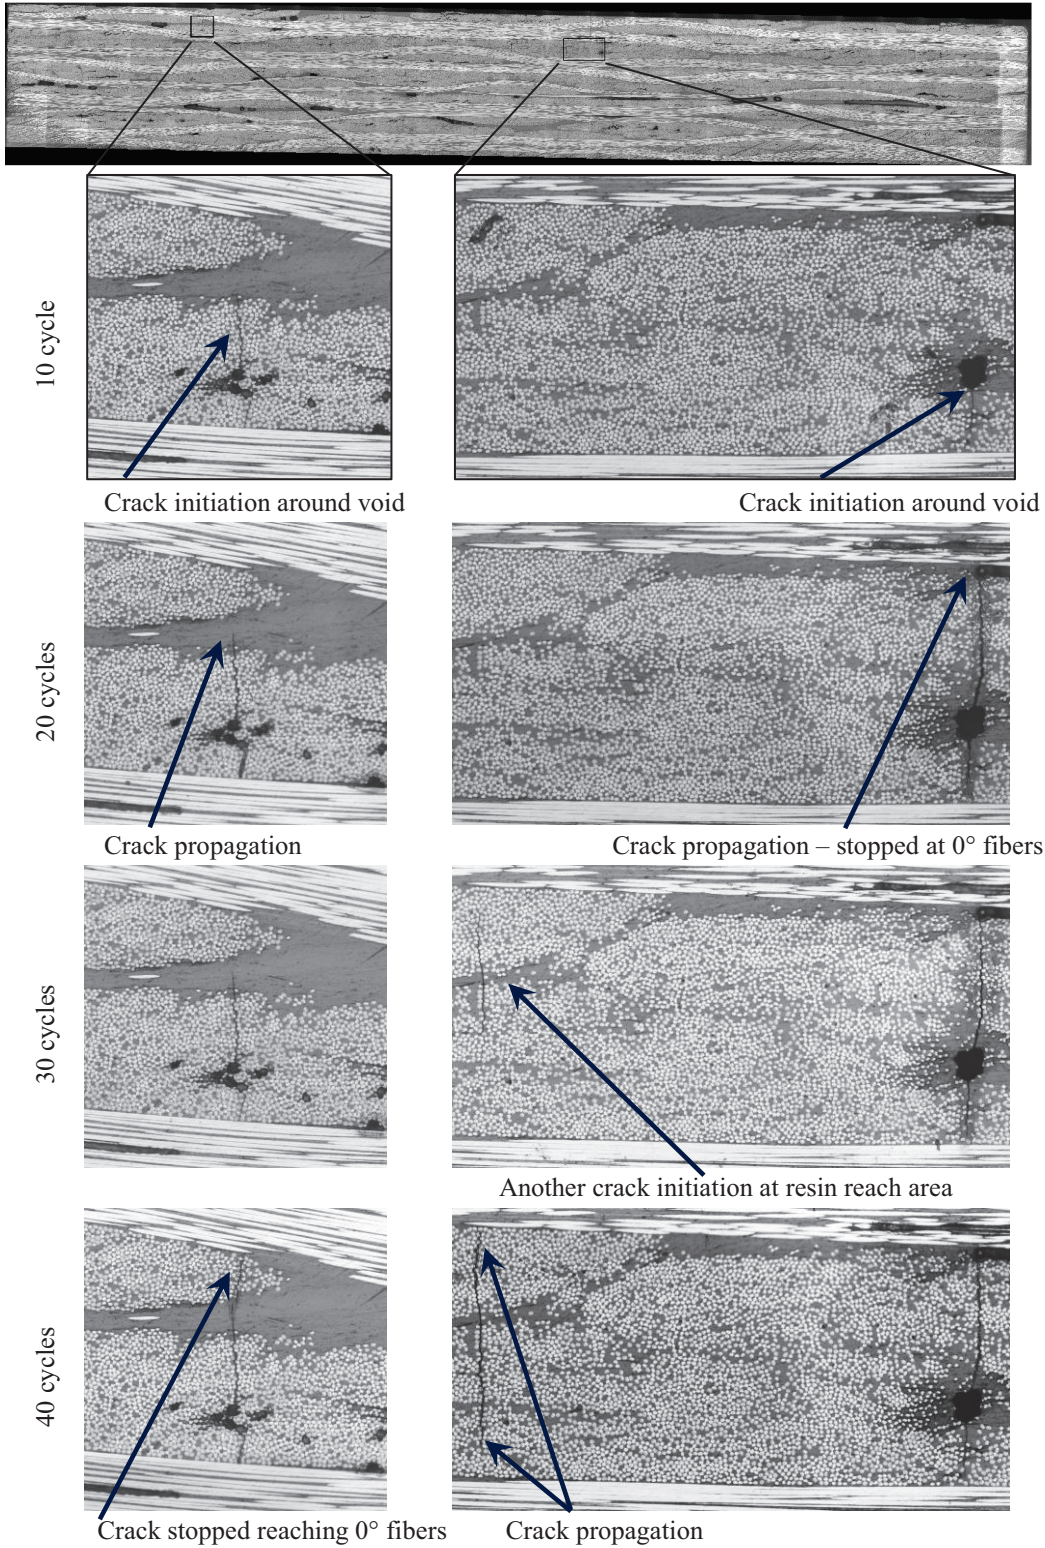 10 cycle
Crack initiation around void
Crack initiation around void
20 cycles
Crack propagation
Crack propagation – stopped at 0° fibers
30 cycles
Another crack initiation at resin reach area
40 cycles
Crack stopped reaching 0° fibers
Crack propagation